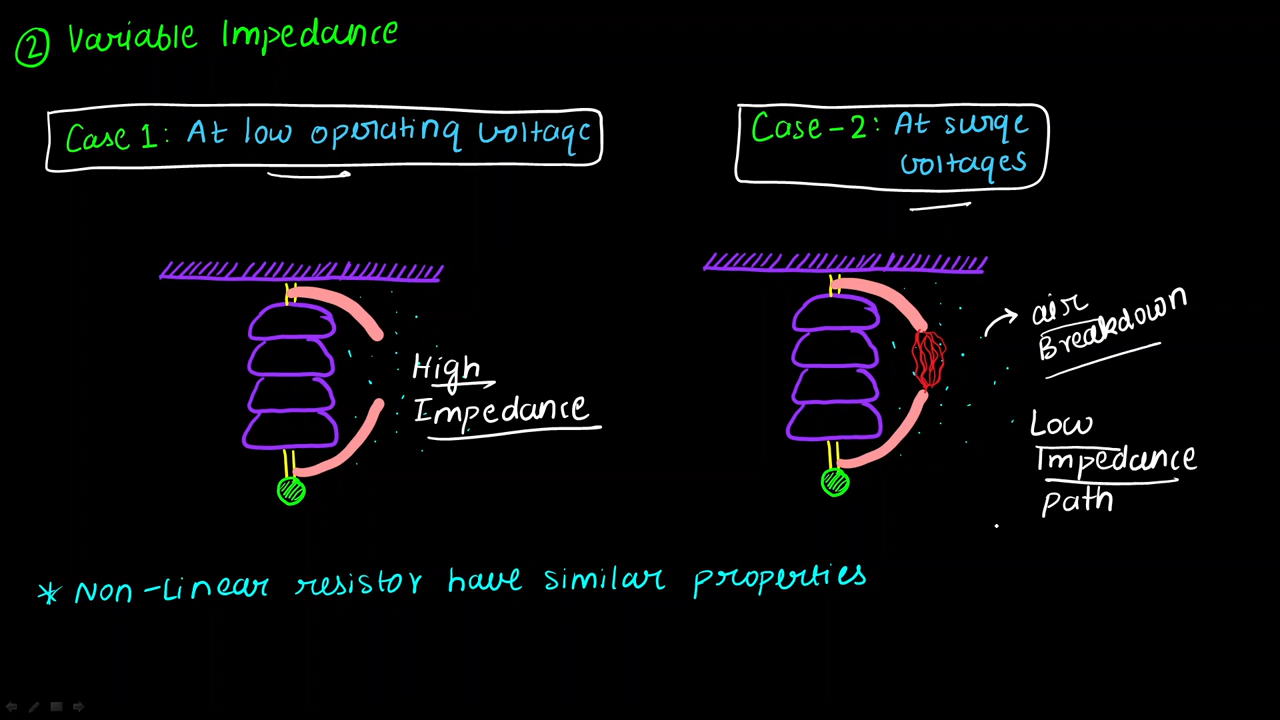 ② Variable Impedance
Case 1: At low operating voltage
Case-2: At surge
voltages
High
Impedance
air
Breakdown
Low
Impedance
path
* Non-Linear resistor have similar properties